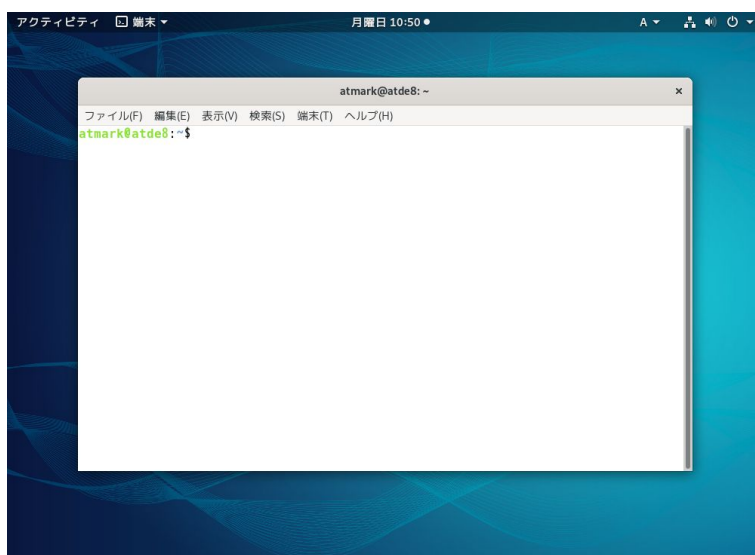 アクティビティ 端末 月曜日 10:50 A
atmark@atde8: ~
ファイル(F) 編集(E) 表示(V) 検索(S) 端末(T) ヘルプ(H)
atmark@atde8:~$